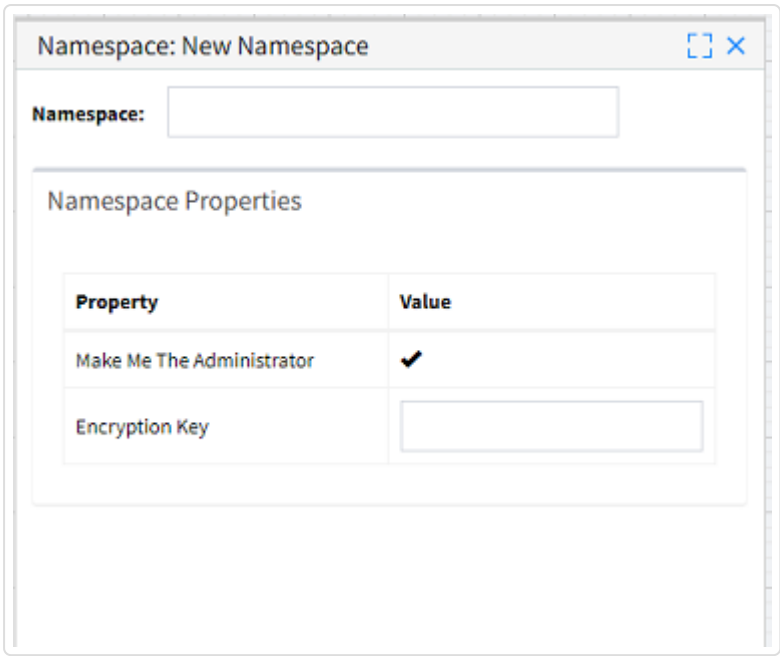 Namespace: New Namespace
Namespace:
Namespace Properties
Property Value
Make Me The Administrator
Encryption Key